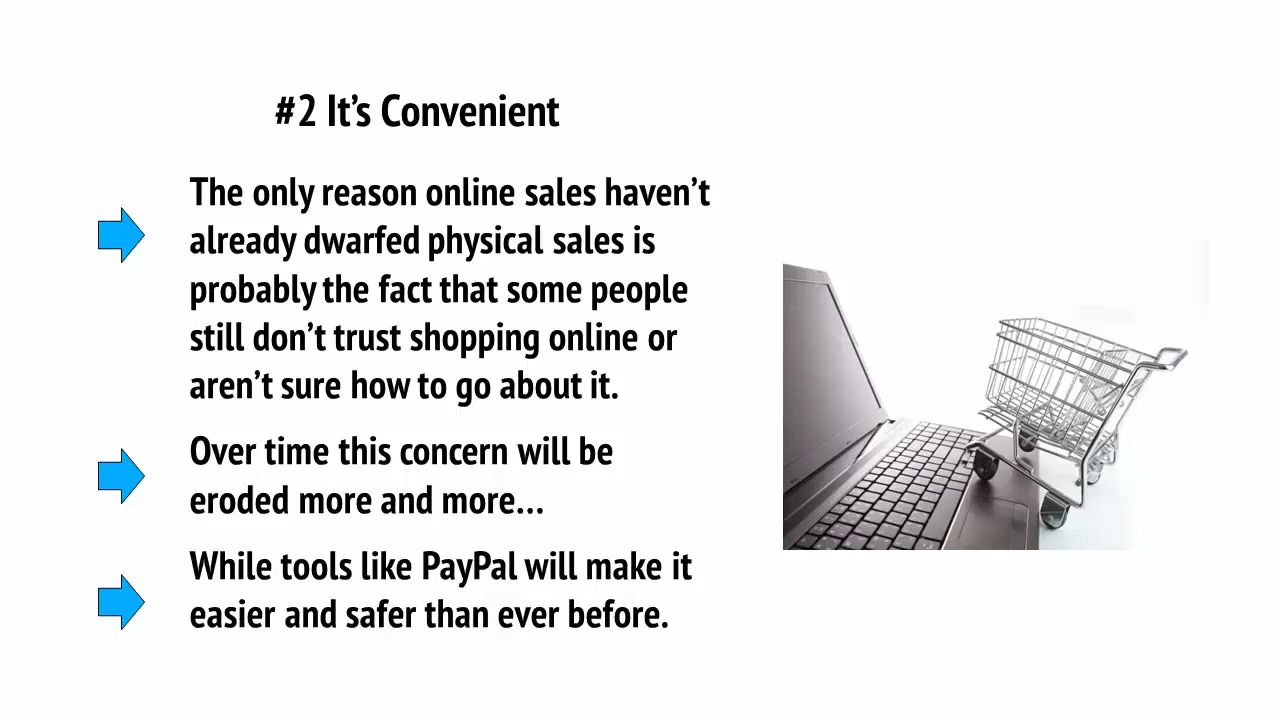 #2 It’s Convenient
The only reason online sales haven’t
already dwarfed physical sales is
probably the fact that some people
still don’t trust shopping online or
aren’t sure how to go about it.
Over time this concern will be
eroded more and more…
While tools like PayPal will make it
easier and safer than ever before.